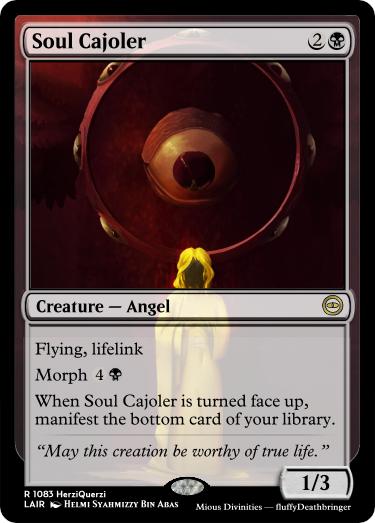 Soul Cajoler 2
Creature — Angel
Flying, lifelink
Morph 4
When Soul Cajoler is turned face up,
manifest the bottom card of your library.
“May this creation be worthy of true life.”
1/3
R 1083 HerziQuerzi
LAIR Helmi Syahmizzy Bin Abas
Mious Divinities — fluffyDeathbringer